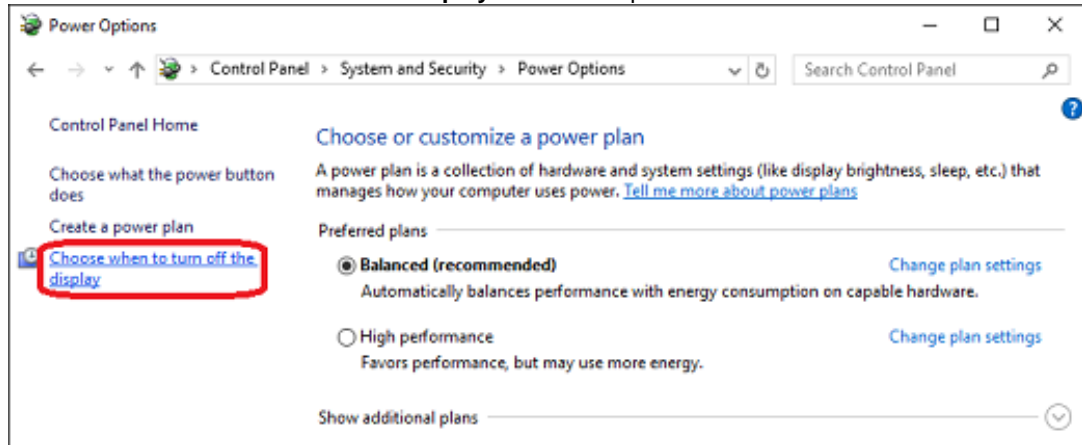 Power Options
Control Panel > System and Security > Power Options
Search Control Panel
Control Panel Home
Choose what the power button
does
Create a power plan
Choose when to turn off the
display
Choose or customize a power plan
A power plan is a collection of hardware and system settings (like display brightness, sleep, etc.) that
manages how your computer uses power. Tell me more about power plans
Preferred plans
Balanced (recommended)
Change plan settings
Automatically balances performance with energy consumption on capable hardware.
High performance
Change plan settings
Favors performance, but may use more energy.
Show additional plans